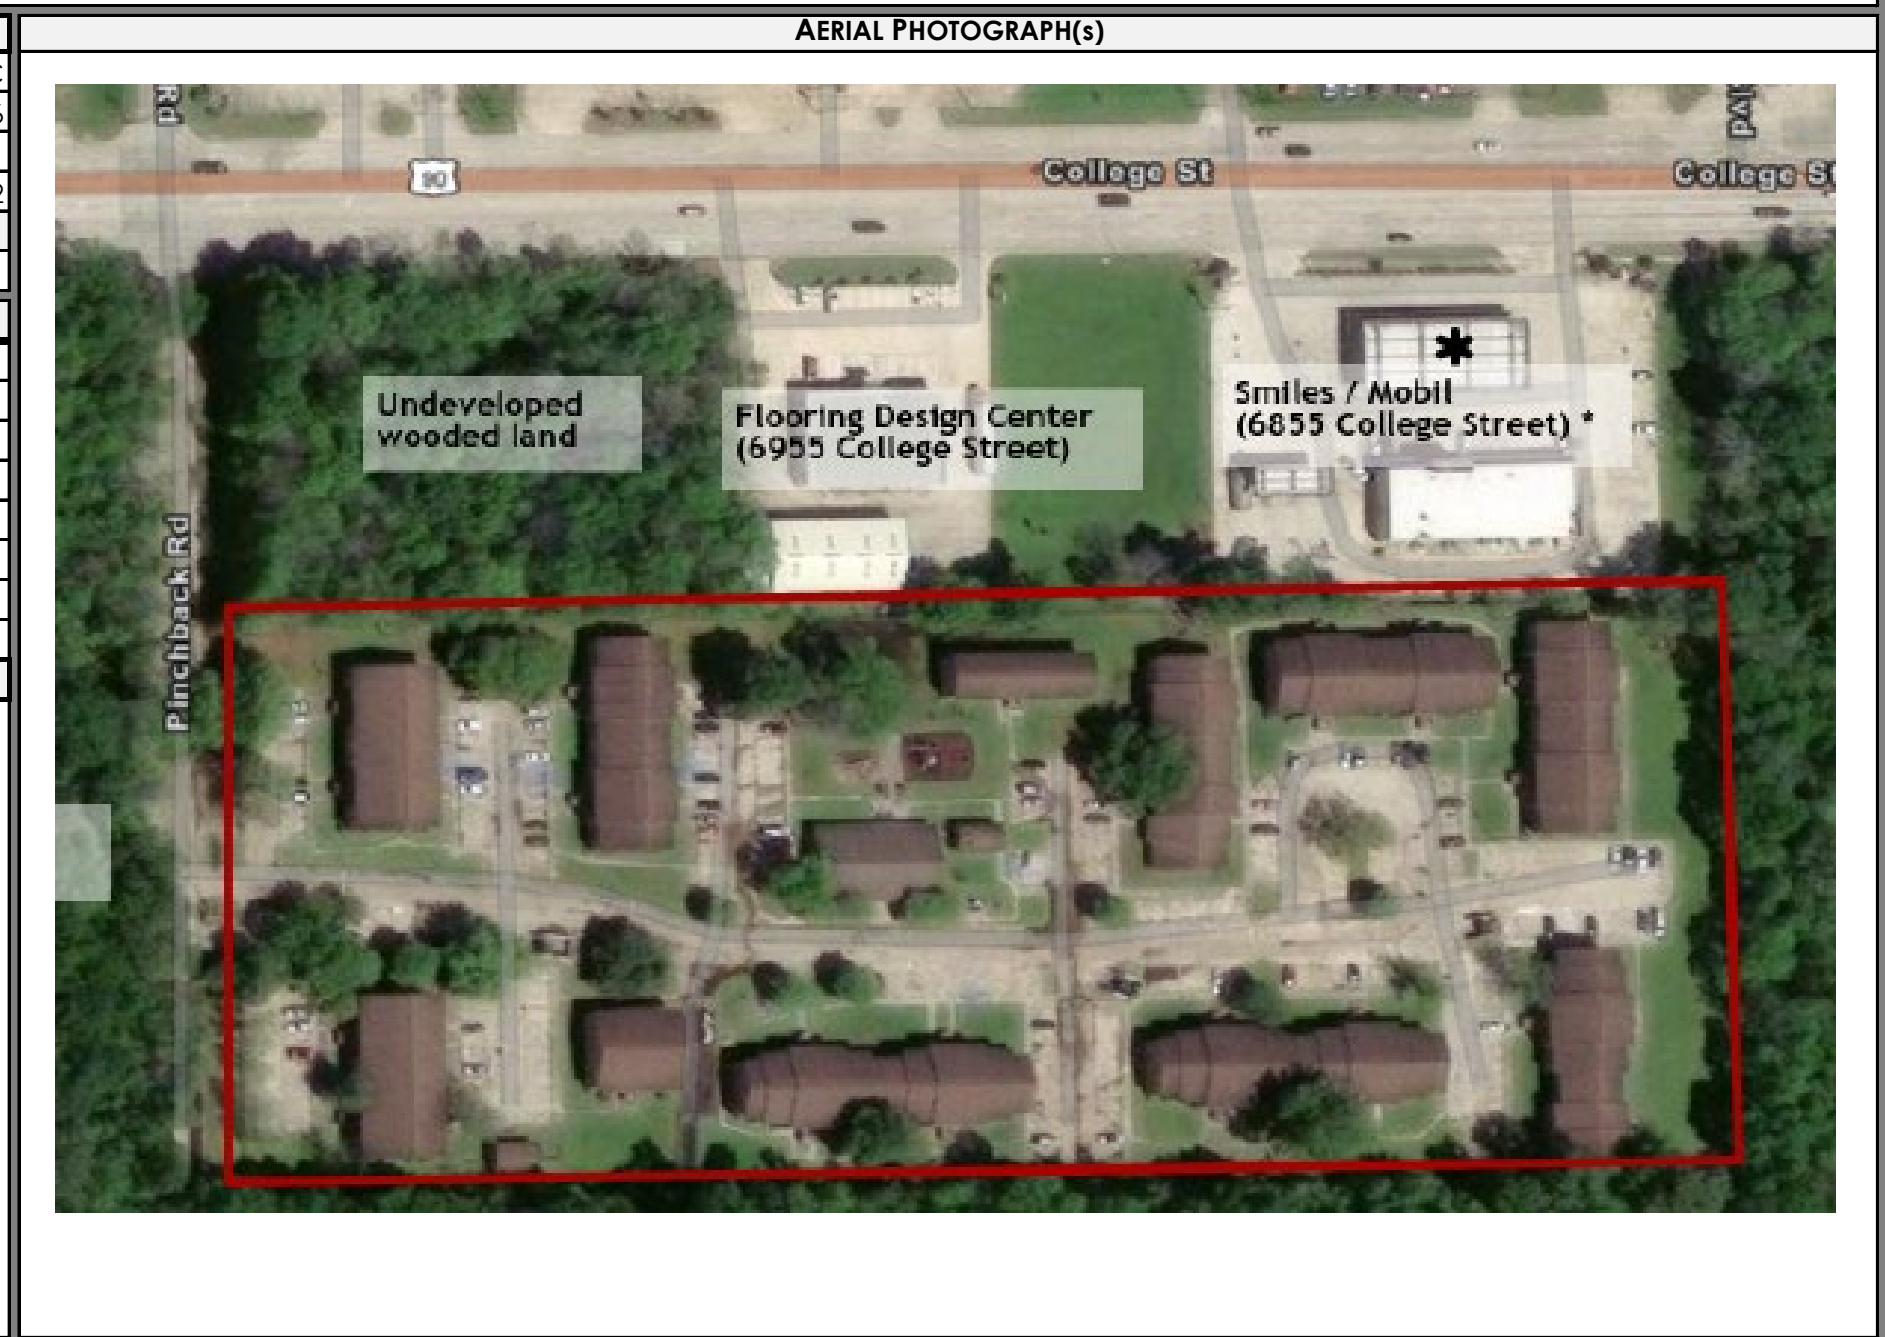 AERIAL PHOTOGRAPH(s)
Rd
lvd
90
College St
College St
Undeveloped
wooded land
Flooring Design Center
(6955 College Street)
Smiles / Mobil
(6855 College Street) *
*
Pinchback Rd